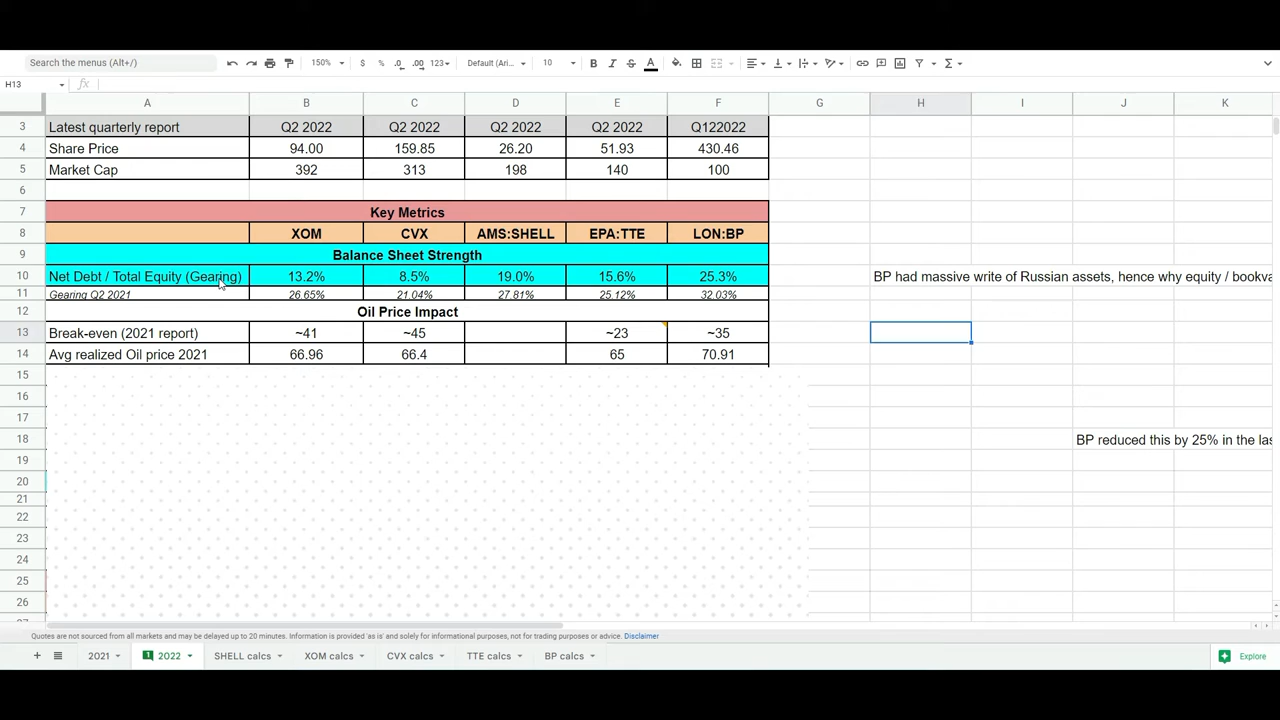 Search the menus (Alt+/) 150% $ % .0 .00 123 Default (Ari... 10 B I S A Σ
H13 fx
A B C D E F G H I J K
3 Latest quarterly report Q2 2022 Q2 2022 Q2 2022 Q2 2022 Q122022
4 Share Price 94.00 159.85 26.20 51.93 430.46
5 Market Cap 392 313 198 140 100
6
7 Key Metrics
8 XOM CVX AMS:SHELL EPA:TTE LON:BP
9 Balance Sheet Strength
10 Net Debt / Total Equity (Gearing) 13.2% 8.5% 19.0% 15.6% 25.3% BP had massive write of Russian assets, hence why equity / bookva
11 Gearing Q2 2021 26.65% 21.04% 27.81% 25.12% 32.03%
12 Oil Price Impact
13 Break-even (2021 report) ~41 ~45 ~23 ~35
14 Avg realized Oil price 2021 66.96 66.4 65 70.91
15
16
17
18 BP reduced this by 25% in the las
19
20
21
22
23
24
25
26
Quotes are not sourced from all markets and may be delayed up to 20 minutes. Information is provided 'as is' and solely for informational purposes, not for trading purposes or advice. Disclaimer
+ 2021 1 2022 SHELL calcs XOM calcs CVX calcs TTE calcs BP calcs Explore